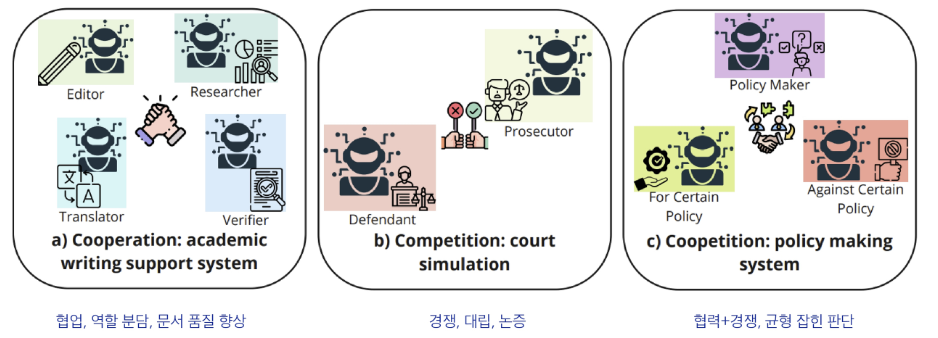 Editor
Researcher
Translator
文
A
Verifier
a) Cooperation: academic
writing support system
Prosecutor
Defendant
b) Competition: court
simulation
?
Policy Maker
For Certain
Policy
Against Certain
Policy
c) Coopetition: policy making
system
협업, 역할 분담, 문서 품질 향상
경쟁, 대립, 논증
협력+경쟁, 균형 잡힌 판단